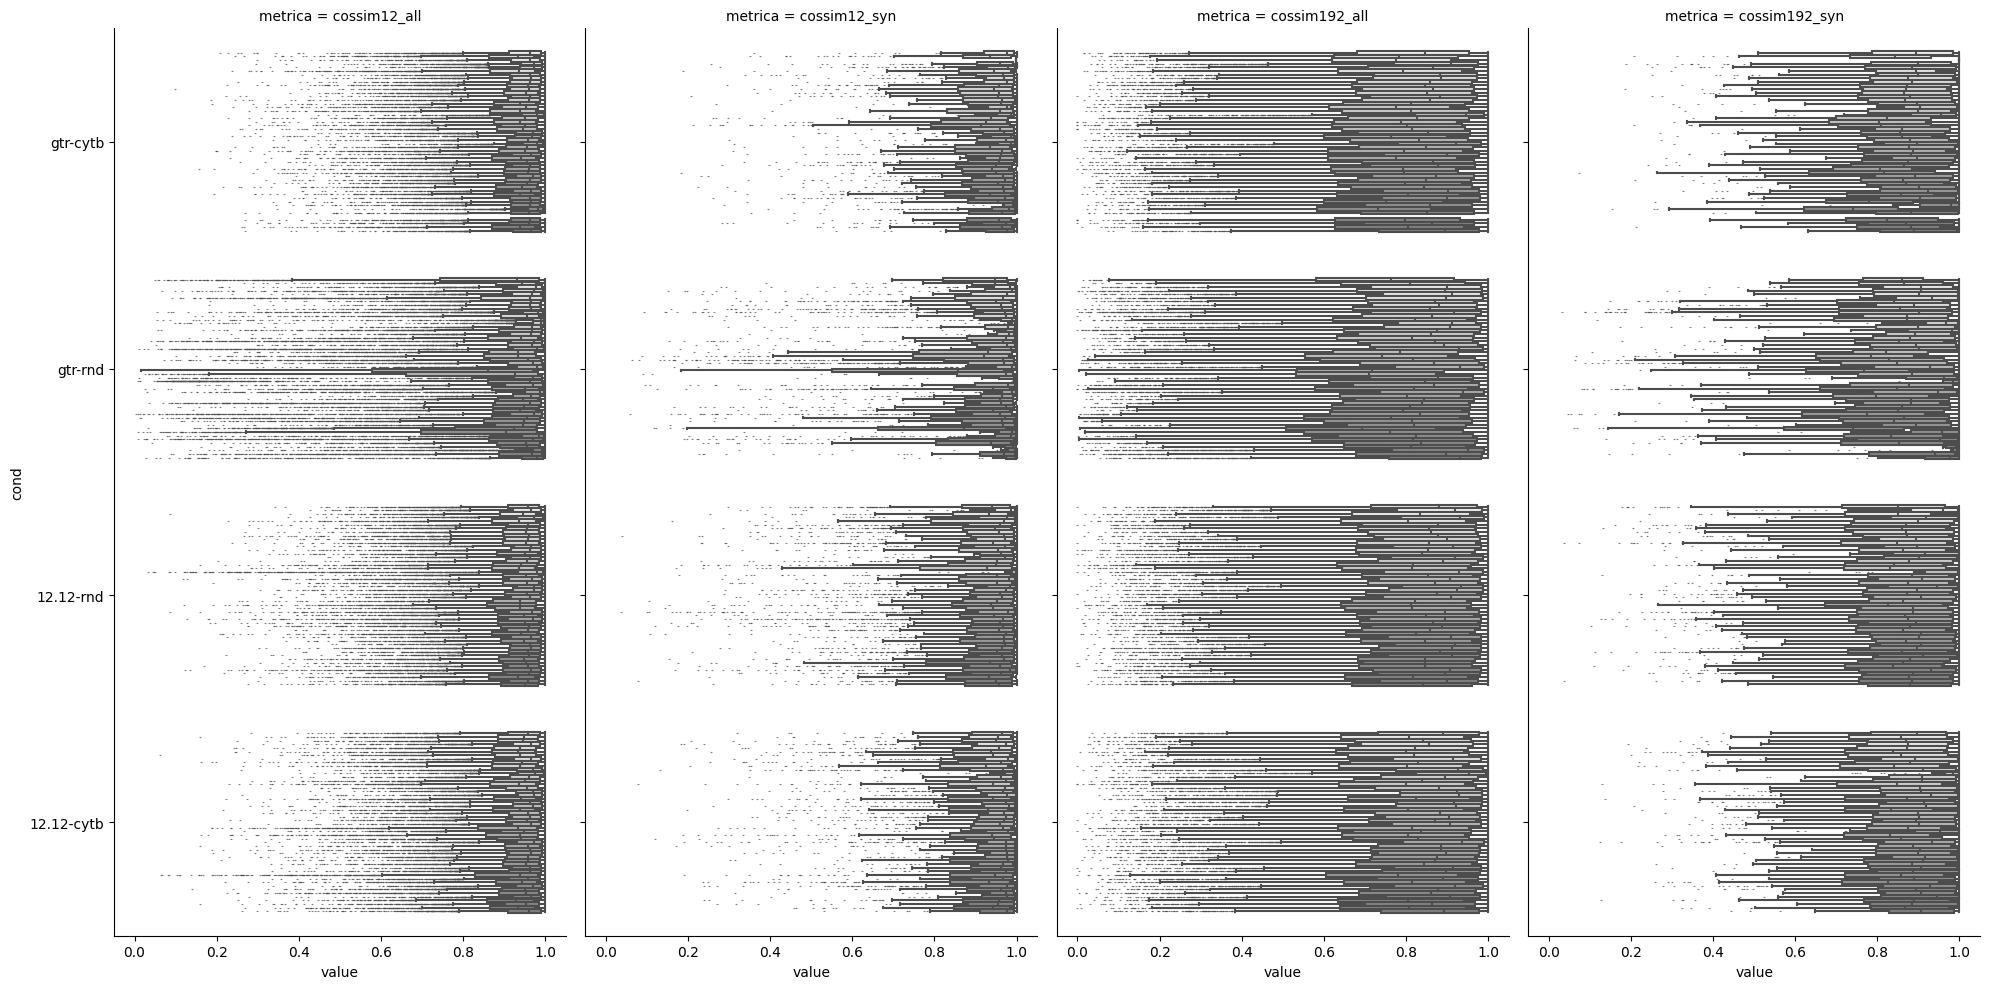 metrica = cossim12_all
metrica = cossim12_syn
metrica = cossim192_all
metrica = cossim192_syn
cond
gtr-cytb
gtr-rnd
12.12-rnd
12.12-cytb
0.0 0.2 0.4 0.6 0.8 1.0
0.0 0.2 0.4 0.6 0.8 1.0
0.0 0.2 0.4 0.6 0.8 1.0
0.0 0.2 0.4 0.6 0.8 1.0
value
value
value
value